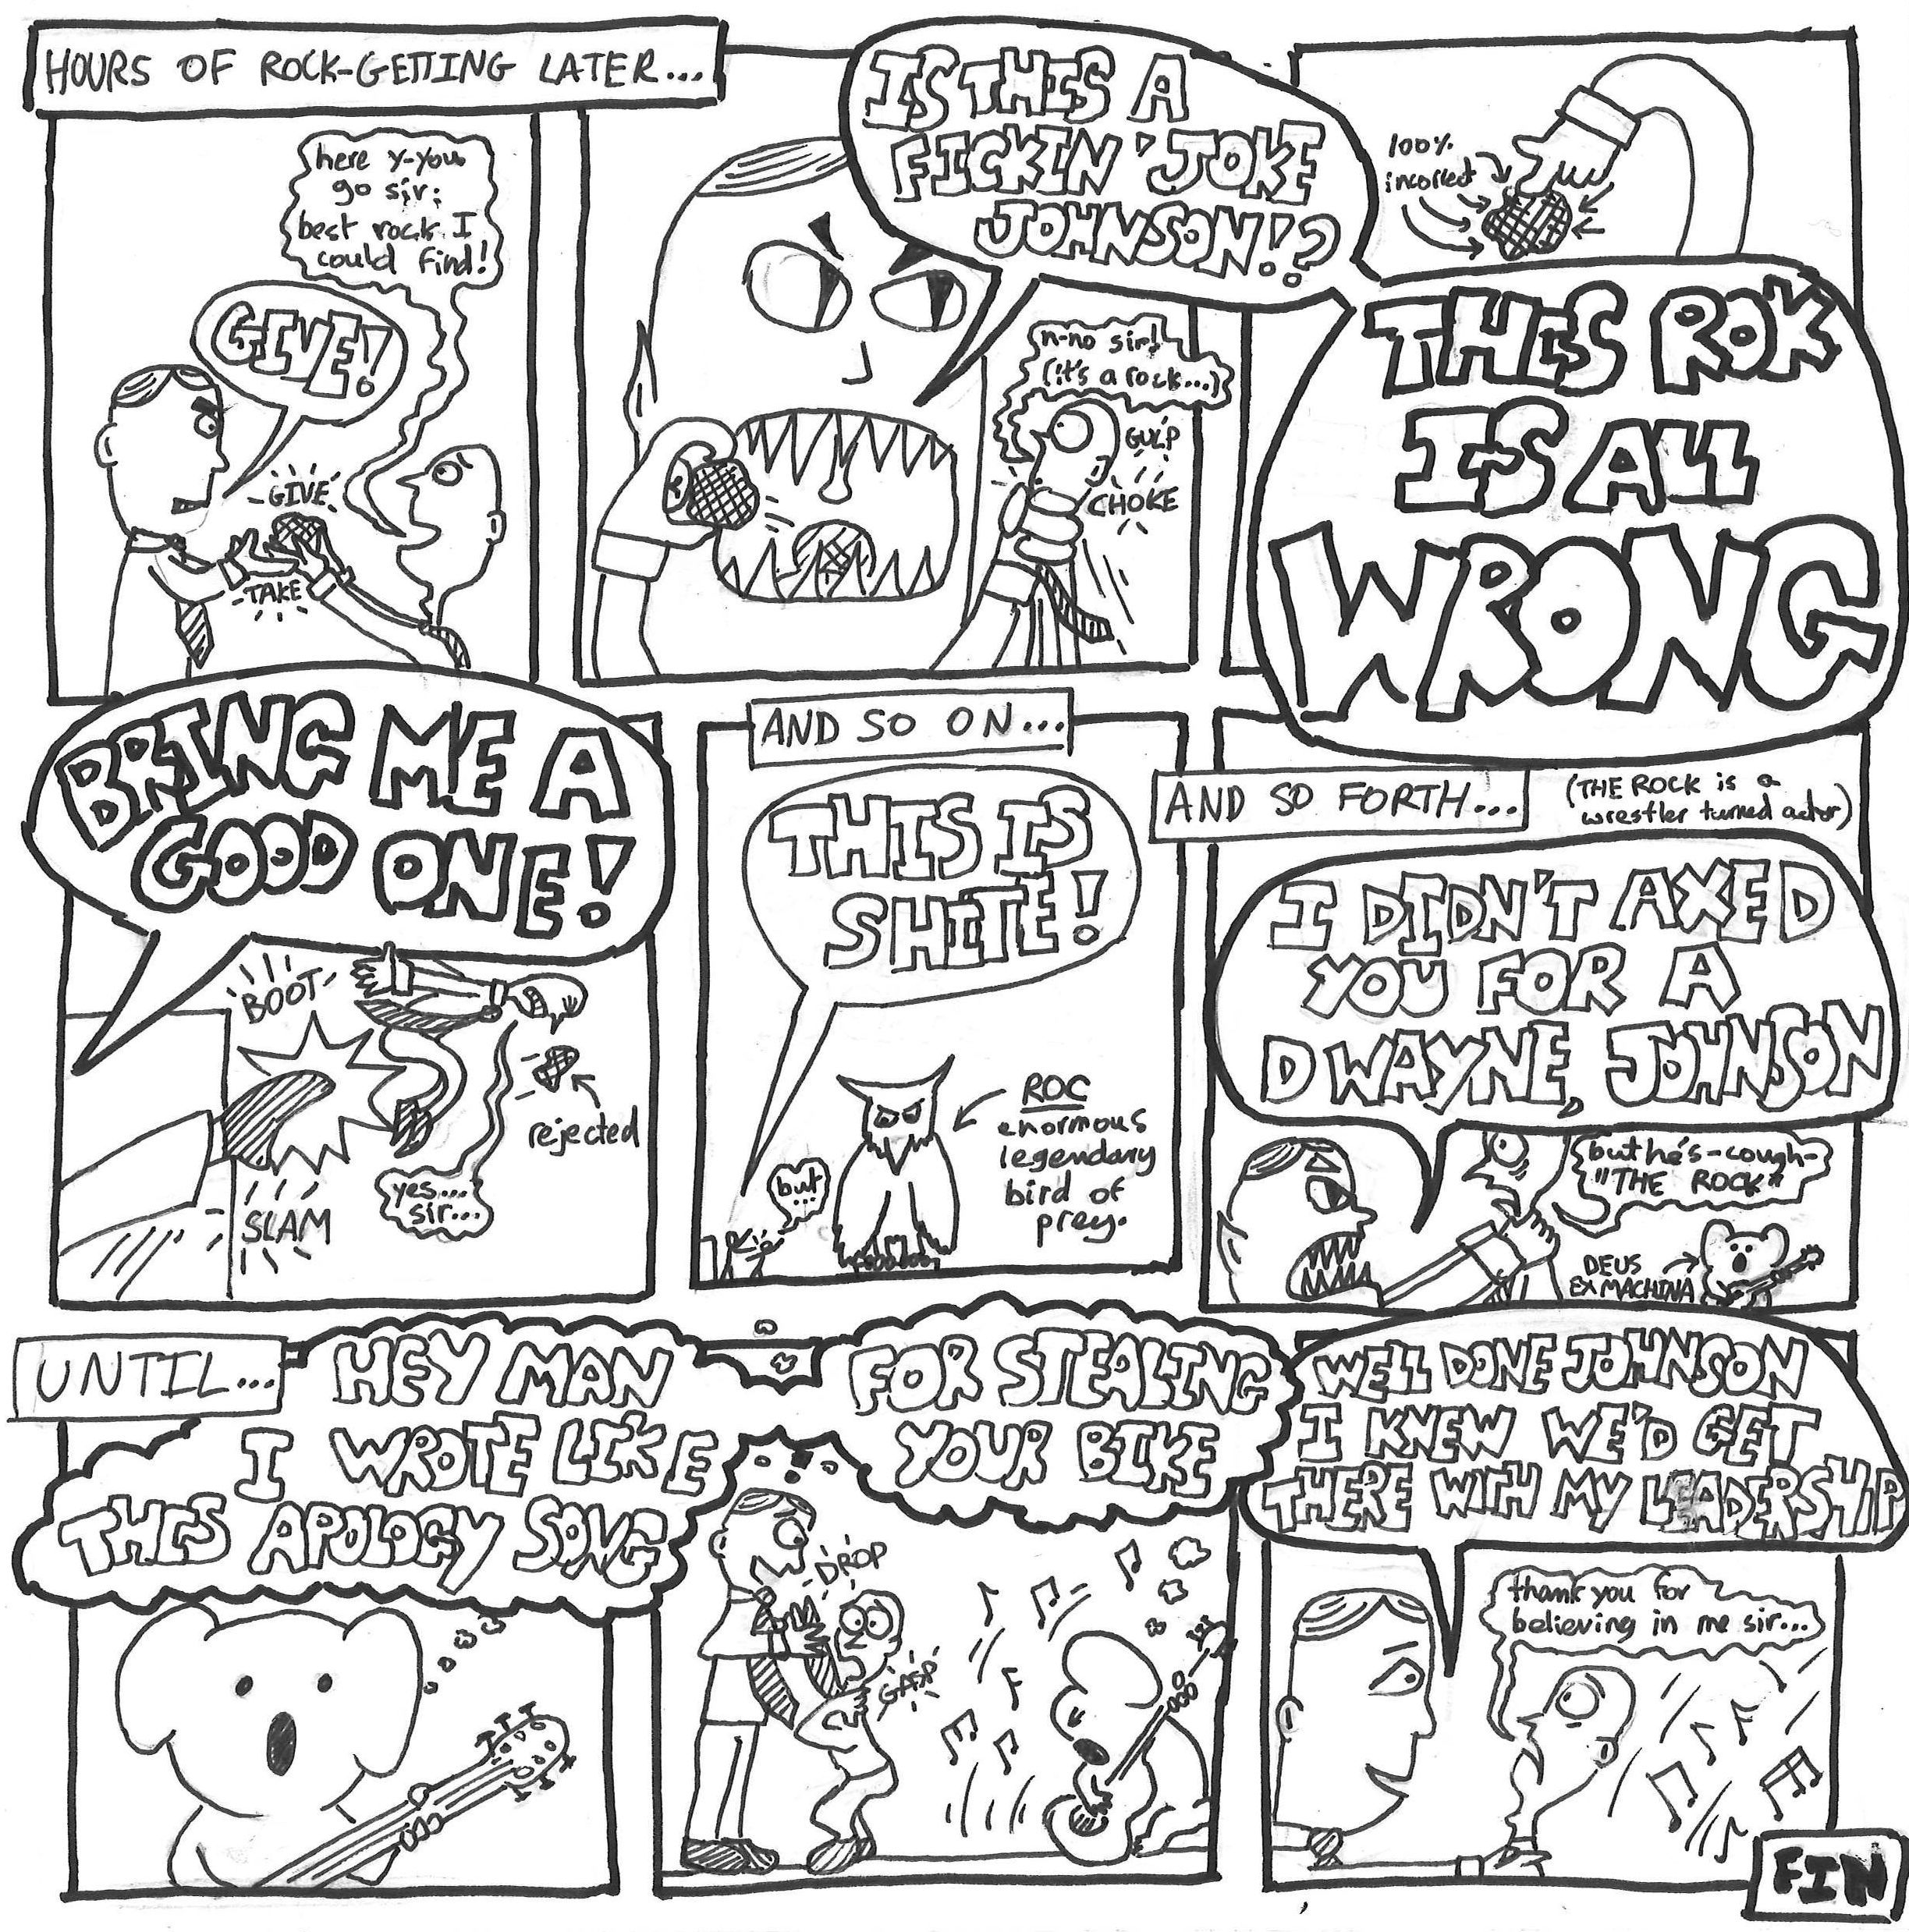 HOURS OF ROCK-GETTING LATER...
here y-you
go sir;
best rock I
could find!
GIVE!
GIVE
TAKE
IS THIS A
FICKIN' JOKE
JOHNSON!?
n-no sir!
(it's a rock...)
GULP
CHOKE
100%
incorrect
THIS ROK
IS ALL
WRONG
BRING ME A
GOOD ONE!
BOOT
rejected
yes...
sir...
SLAM
AND SO ON...
THIS IS
SHITE!
but...
ROC
enormous
legendary
bird of
prey.
AND SO FORTH...
(THE ROCK is a
wrestler turned actor)
I DIDN'T AXED
YOU FOR A
DWAYNE, JOHNSON
but he's -cough-
"THE ROCK"
DEUS
EX MACHINA
UNTIL...
HEY MAN
I WROTE LIKE
THIS APOLOGY SONG
FOR STEALING
YOUR BIKE
DROP
GASP
WELL DONE JOHNSON
I KNEW WE'D GET
THERE WITH MY LEADERSHIP
thank you for
believing in me sir...
FIN